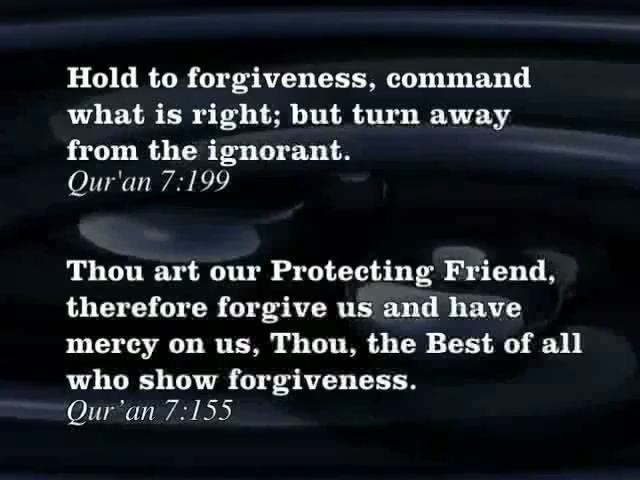 Hold to forgiveness, command
what is right; but turn away
from the ignorant.
Qur'an 7:199
Thou art our Protecting Friend,
therefore forgive us and have
mercy on us, Thou, the Best of all
who show forgiveness.
Qur’an 7:155